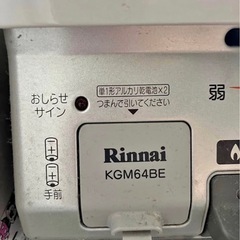 単1形アルカリ乾電池×2
つまんで引いてください
おしらせ
サイン
弱
手前
Rinnai
KGM64BE